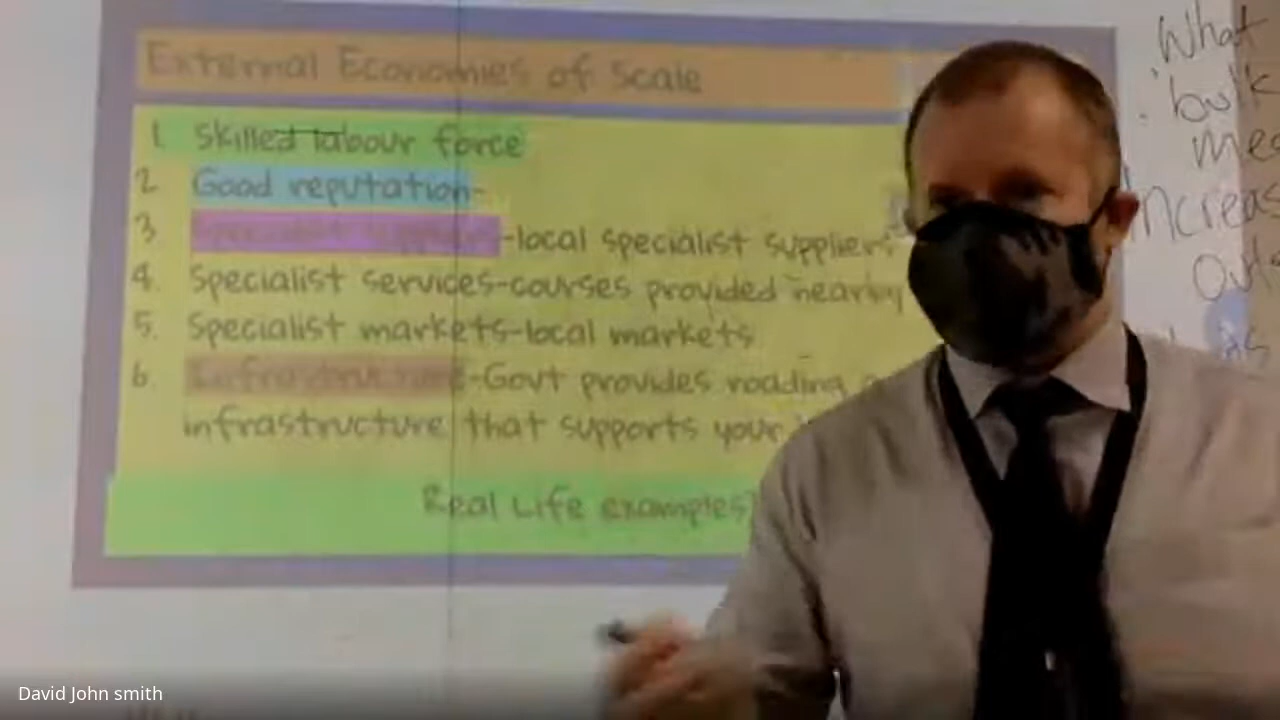 External Economies of Scale
1. Skilled labour force
2. Good reputation-
3. -local specialist suppliers
4. Specialist services-courses provided nearby
5. Specialist markets-local markets
6. Infrastructure-Govt provides roading
infrastructure that supports your
Real Life examples?
What
bulk
Increas
David John smith